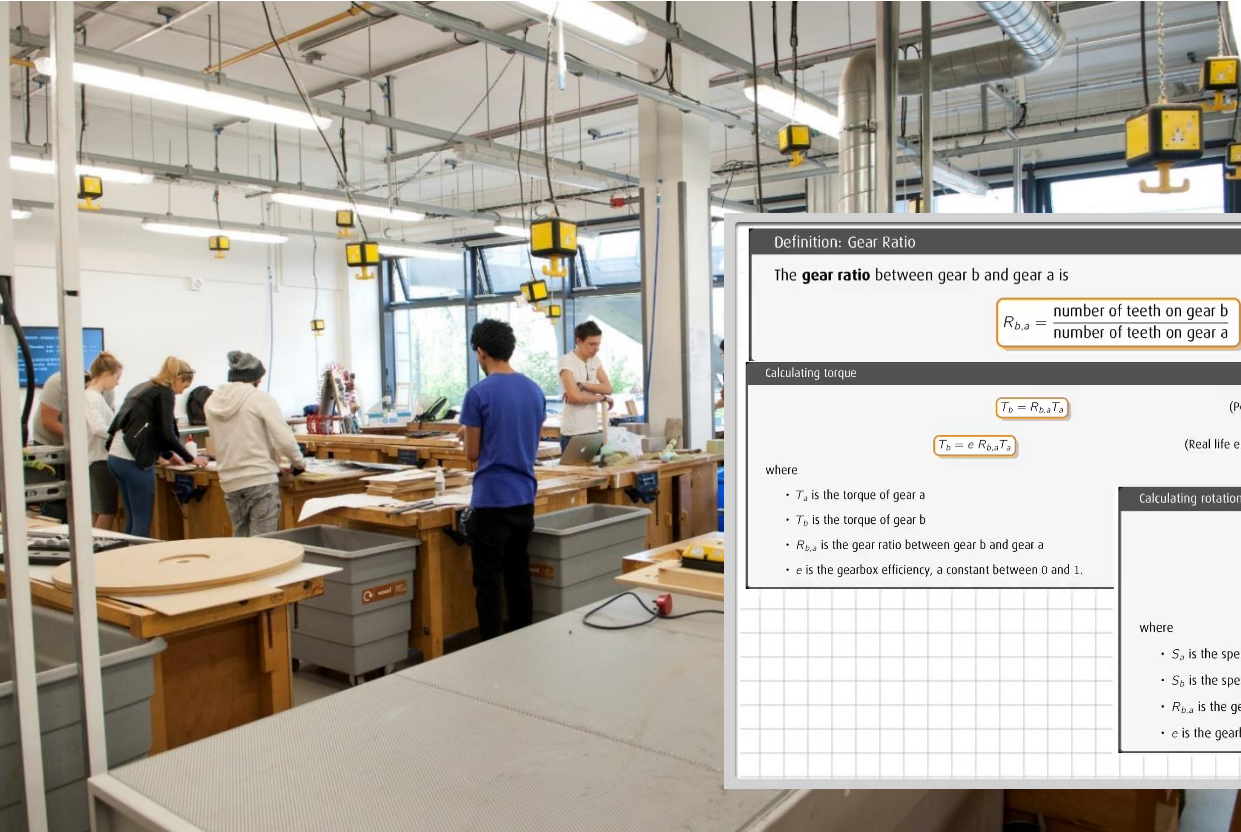 Definition: Gear Ratio
The gear ratio between gear b and gear a is
R_{b,a} = number of teeth on gear b / number of teeth on gear a
Calculating torque
T_b = R_{b,a}T_a
(P
T_b = e R_{b,a}T_a
(Real life e
where
• T_a is the torque of gear a
• T_b is the torque of gear b
• R_{b,a} is the gear ratio between gear b and gear a
• e is the gearbox efficiency, a constant between 0 and 1.
Calculating rotation
where
• S_a is the spe
• S_b is the spe
• R_{b,a} is the ge
• e is the gearb
wood